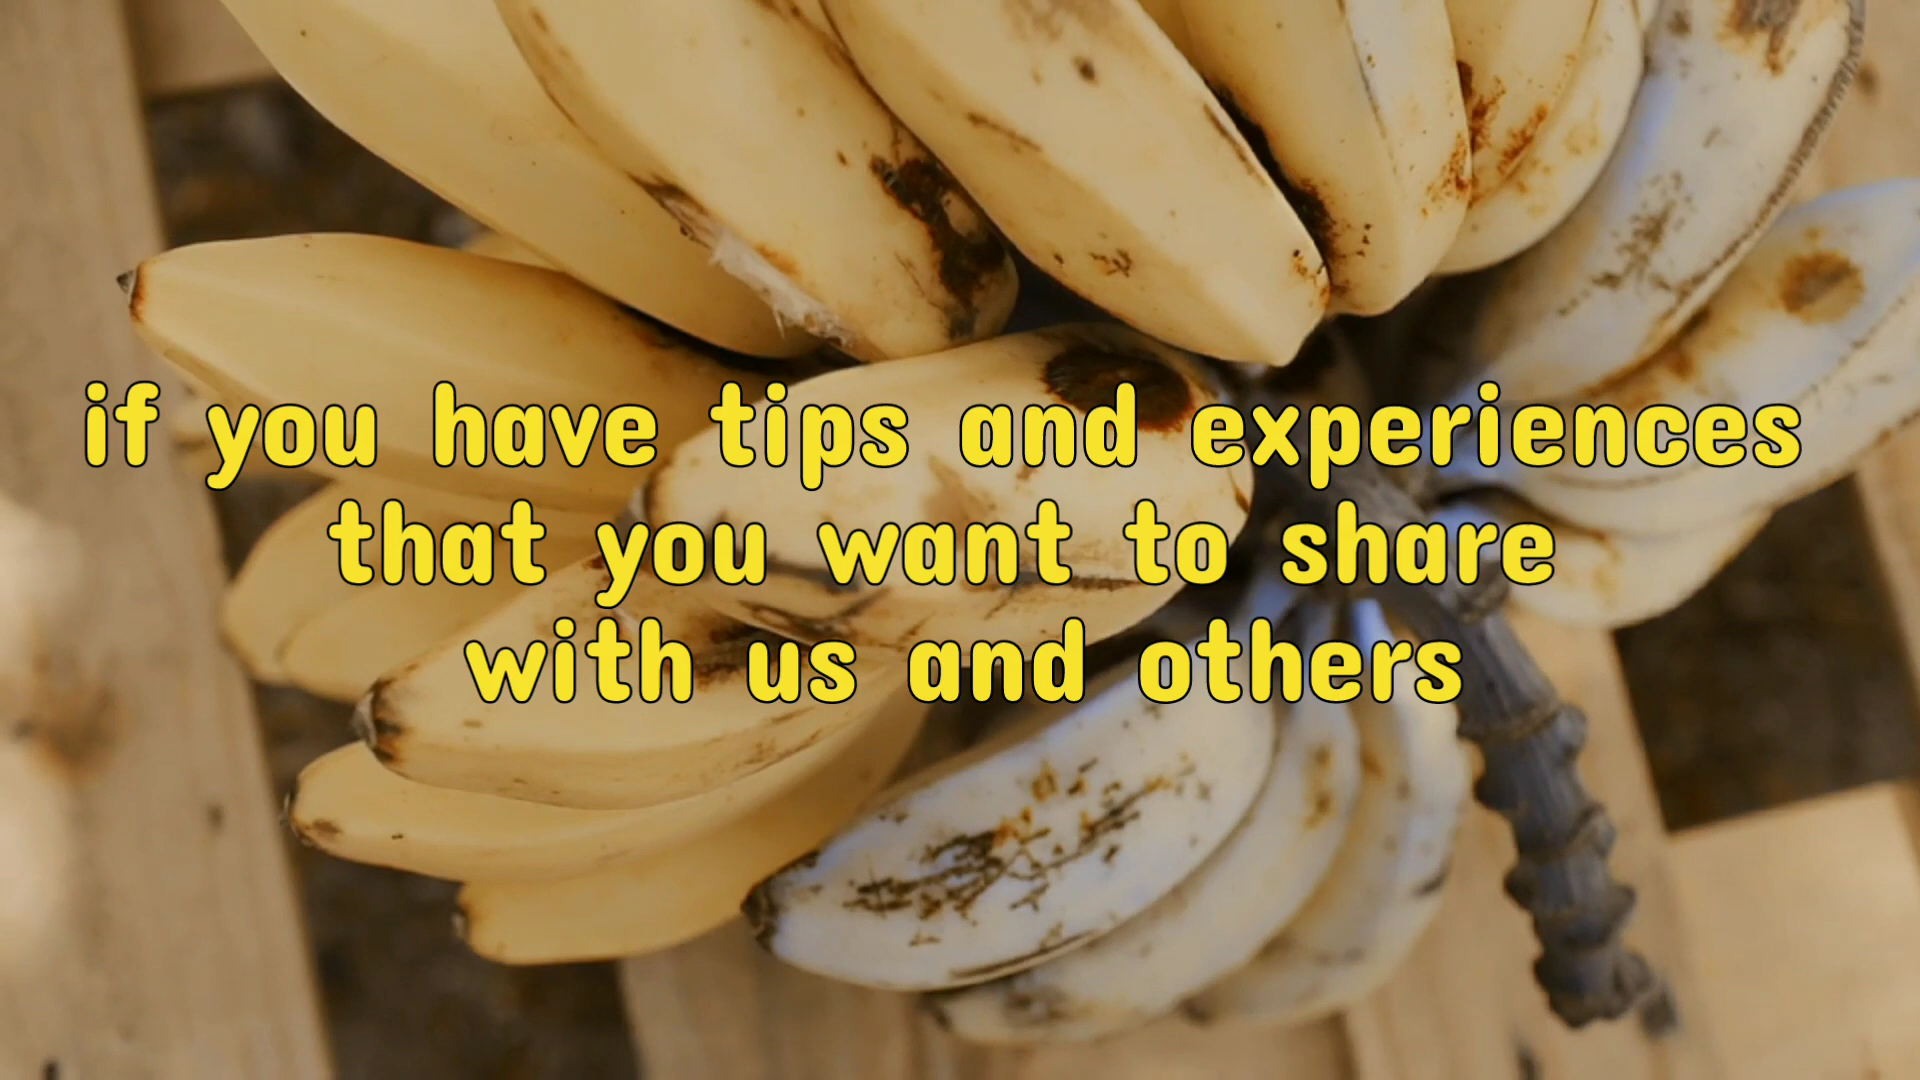 if you have tips and experiences
that you want to share
with us and others